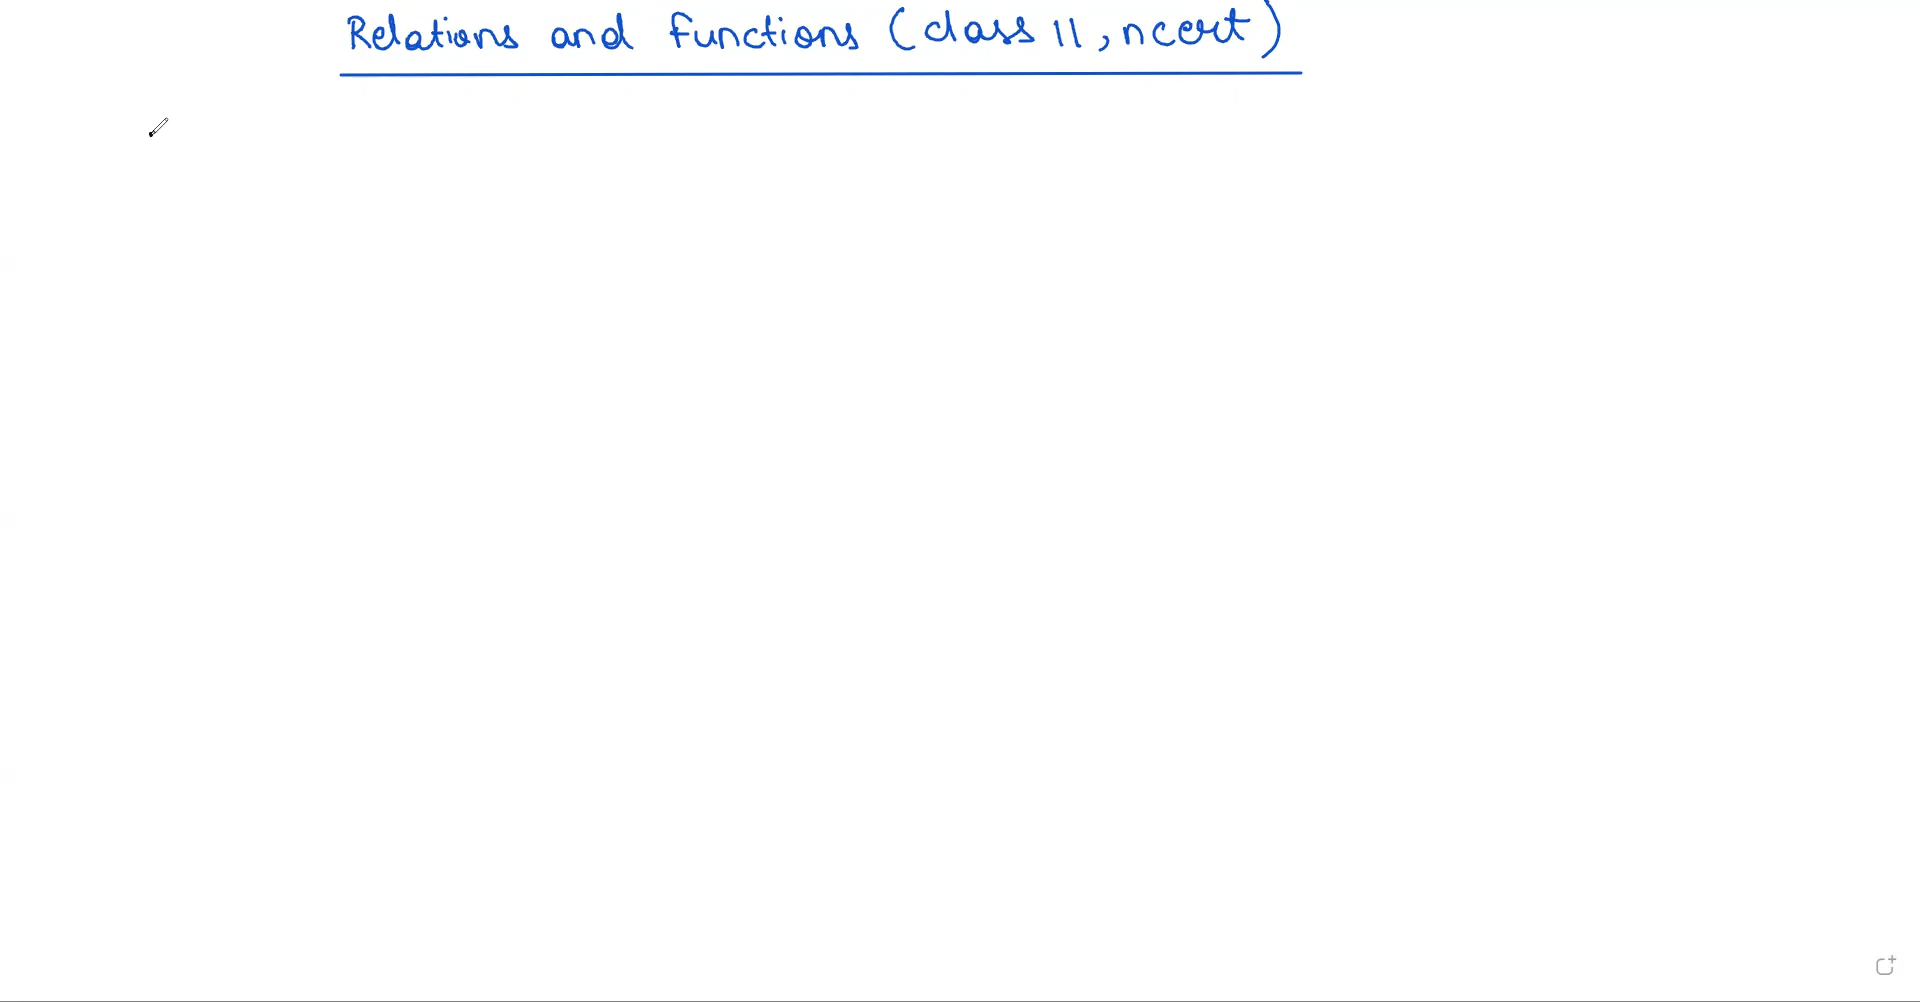 Relations and functions (class 11, ncert)